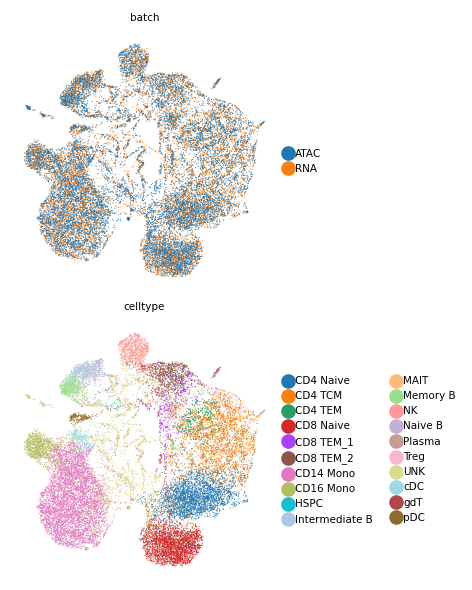 batch
ATAC
RNA
celltype
CD4 Naive
CD4 TCM
CD4 TEM
CD8 Naive
CD8 TEM_1
CD8 TEM_2
CD14 Mono
CD16 Mono
HSPC
Intermediate B
MAIT
Memory B
NK
Naive B
Plasma
Treg
UNK
cDC
gdT
pDC